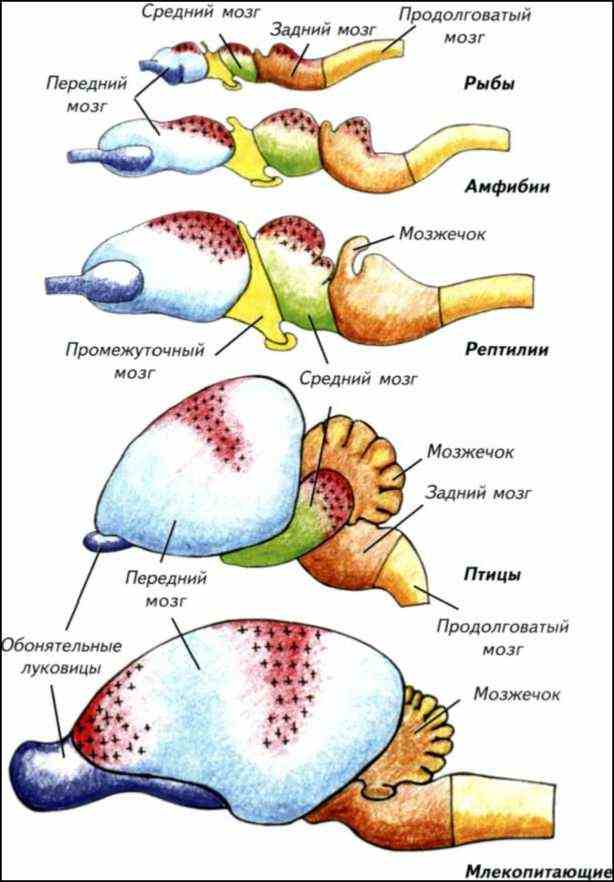 Средний мозг
Задний мозг
Продолговатый
мозг
Передний
мозг
Рыбы
Амфибии
Мозжечок
Промежуточный
мозг
Рептилии
Средний мозг
Мозжечок
Задний мозг
Передний
мозг
Птицы
Продолговатый
мозг
Обонятельные
луковицы
Мозжечок
Млекопитающие